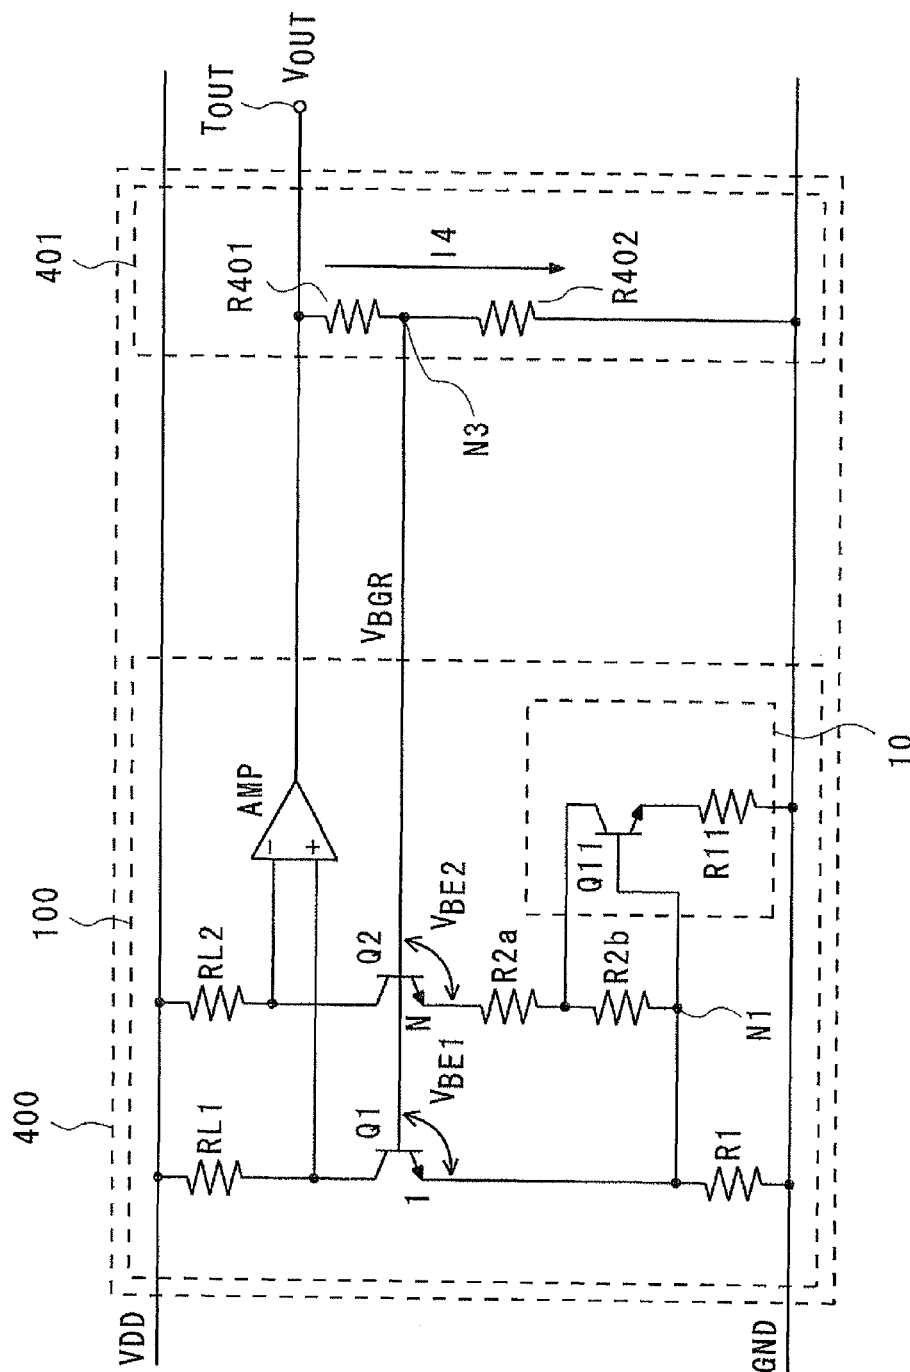 400
100
401
VDD
RL1
RL2
AMP
−
+
TOUT
VOUT
R401
I4
R402
N3
VBGR
Q1
Q2
1
N
VBE1
VBE2
R2a
R2b
Q11
R11
10
R1
N1
GND